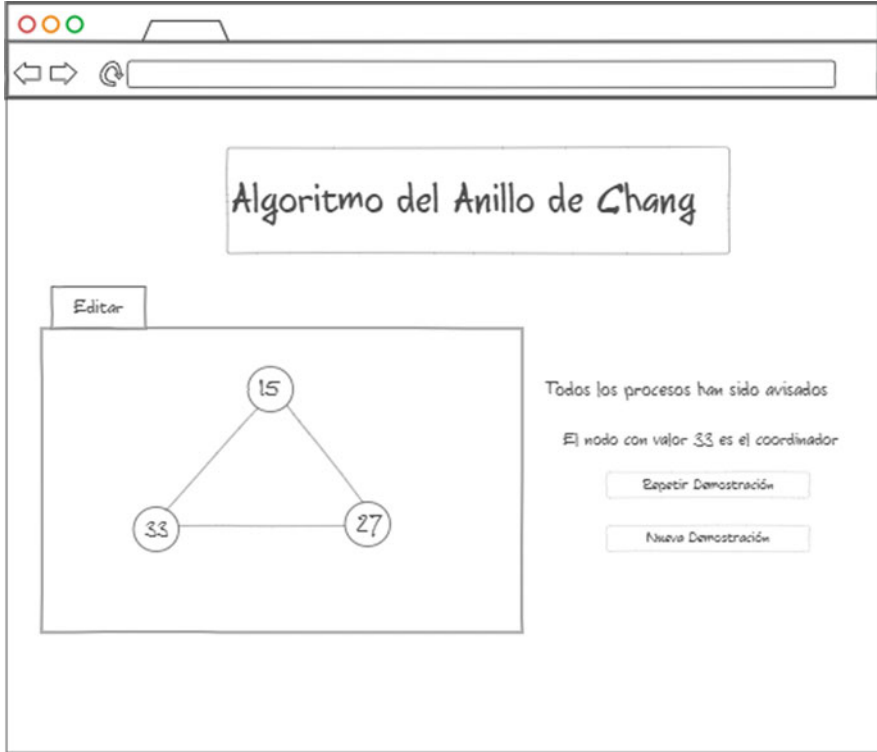 Algoritmo del Anillo de Chang
Editar
15
33
27
Todos los procesos han sido avisados
El nodo con valor 33 es el coordinador
Repetir Demostración
Nueva Demostración